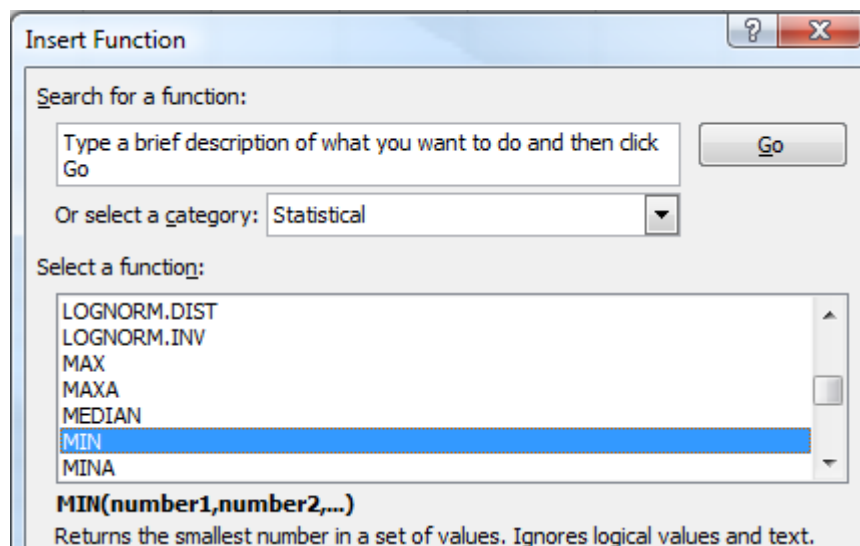 Insert Function
Search for a function:
Type a brief description of what you want to do and then click
Go
Go
Or select a category: Statistical
Select a function:
LOGNORM.DIST
LOGNORM.INV
MAX
MAXA
MEDIAN
MIN
MINA
MIN(number1,number2,...)
Returns the smallest number in a set of values. Ignores logical values and text.